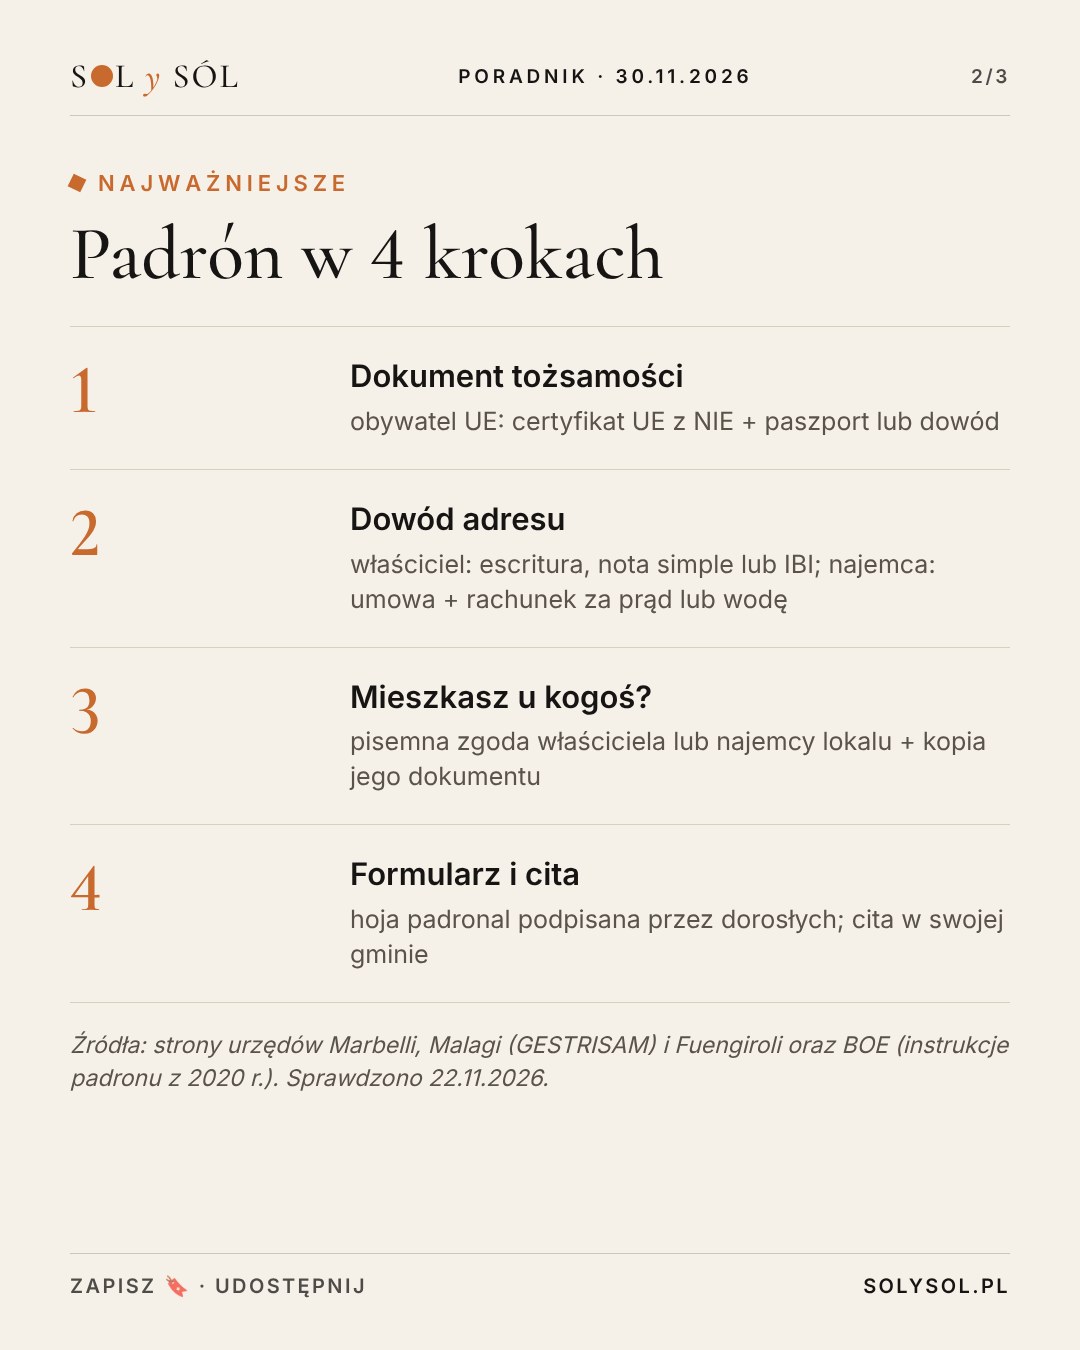 SOL y SÓL
PORADNIK · 30.11.2026
2/3
NAJWAŻNIEJSZE
Padrón w 4 krokach
1
Dokument tożsamości
obywatel UE: certyfikat UE z NIE + paszport lub dowód
2
Dowód adresu
właściciel: escritura, nota simple lub IBI; najemca:
umowa + rachunek za prąd lub wodę
3
Mieszkasz u kogoś?
pisemna zgoda właściciela lub najemcy lokalu + kopia
jego dokumentu
4
Formularz i cita
hoja padronal podpisana przez dorosłych; cita w swojej
gminie
Źródła: strony urzędów Marbelli, Malagi (GESTRISAM) i Fuengiroli oraz BOE (instrukcje
padronu z 2020 r.). Sprawdzono 22.11.2026.
ZAPISZ 🔖 · UDOSTĘPNIJ
SOLYSOL.PL